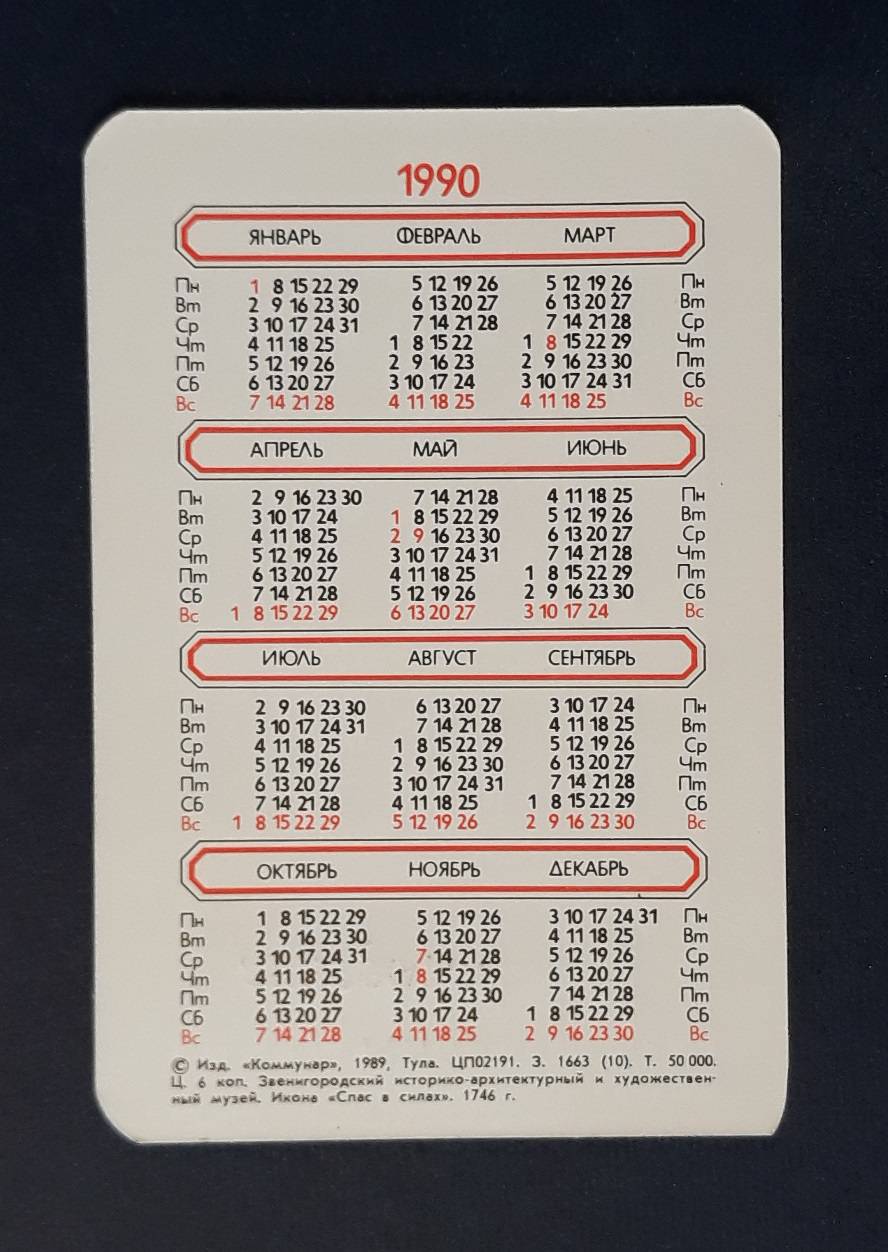 1990
ЯНВАРЬ ФЕВРАЛЬ МАРТ
Пн 1 8 15 22 29 5 12 19 26 5 12 19 26 Пн
Вт 2 9 16 23 30 6 13 20 27 6 13 20 27 Вт
Ср 3 10 17 24 31 7 14 21 28 7 14 21 28 Ср
Чт 4 11 18 25 1 8 15 22 1 8 15 22 29 Чт
Пт 5 12 19 26 2 9 16 23 2 9 16 23 30 Пт
Сб 6 13 20 27 3 10 17 24 3 10 17 24 31 Сб
Вс 7 14 21 28 4 11 18 25 4 11 18 25 Вс
АПРЕЛЬ МАЙ ИЮНЬ
Пн 2 9 16 23 30 7 14 21 28 4 11 18 25 Пн
Вт 3 10 17 24 1 8 15 22 29 5 12 19 26 Вт
Ср 4 11 18 25 2 9 16 23 30 6 13 20 27 Ср
Чт 5 12 19 26 3 10 17 24 31 7 14 21 28 Чт
Пт 6 13 20 27 4 11 18 25 1 8 15 22 29 Пт
Сб 7 14 21 28 5 12 19 26 2 9 16 23 30 Сб
Вс 1 8 15 22 29 6 13 20 27 3 10 17 24 Вс
ИЮЛЬ АВГУСТ СЕНТЯБРЬ
Пн 2 9 16 23 30 6 13 20 27 3 10 17 24 Пн
Вт 3 10 17 24 31 7 14 21 28 4 11 18 25 Вт
Ср 4 11 18 25 1 8 15 22 29 5 12 19 26 Ср
Чт 5 12 19 26 2 9 16 23 30 6 13 20 27 Чт
Пт 6 13 20 27 3 10 17 24 31 7 14 21 28 Пт
Сб 7 14 21 28 4 11 18 25 1 8 15 22 29 Сб
Вс 1 8 15 22 29 5 12 19 26 2 9 16 23 30 Вс
ОКТЯБРЬ НОЯБРЬ ДЕКАБРЬ
Пн 1 8 15 22 29 5 12 19 26 3 10 17 24 31 Пн
Вт 2 9 16 23 30 6 13 20 27 4 11 18 25 Вт
Ср 3 10 17 24 31 7 14 21 28 5 12 19 26 Ср
Чт 4 11 18 25 1 8 15 22 29 6 13 20 27 Чт
Пт 5 12 19 26 2 9 16 23 30 7 14 21 28 Пт
Сб 6 13 20 27 3 10 17 24 1 8 15 22 29 Сб
Вс 7 14 21 28 4 11 18 25 2 9 16 23 30 Вс
© Изд. «Коммунар», 1989, Тула. ЦП02191. З. 1663 (10). Т. 50 000.
Ц. 6 коп. Звенигородский историко-архитектурный и художествен-
ный музей. Икона «Спас в силах». 1746 г.